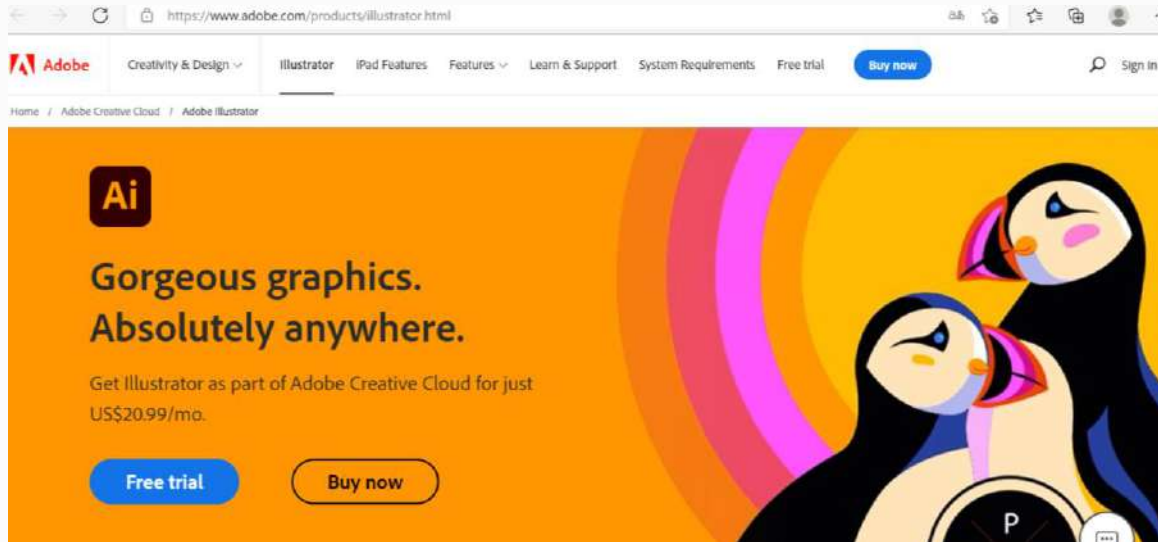 https://www.adobe.com/products/illustrator.html
Adobe Creativity & Design Illustrator iPad Features Features Learn & Support System Requirements Free trial Buy now Sign in
Home / Adobe Creative Cloud / Adobe Illustrator
Ai
Gorgeous graphics.
Absolutely anywhere.
Get Illustrator as part of Adobe Creative Cloud for just
US$20.99/mo.
Free trial Buy now
P